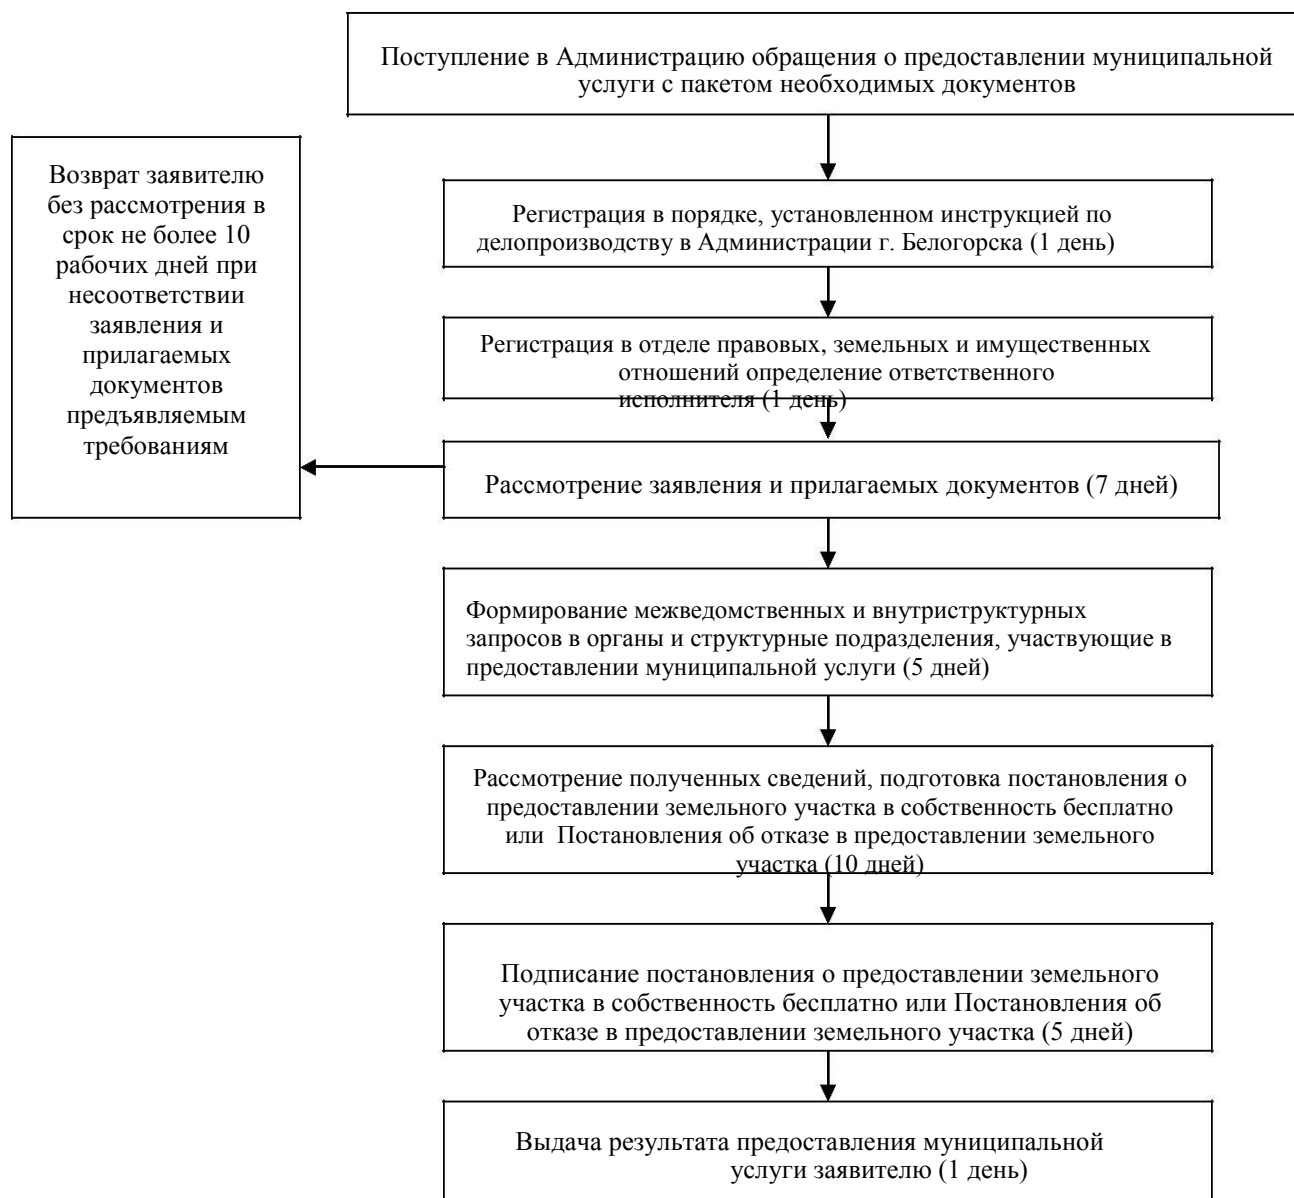 Поступление в Администрацию обращения о предоставлении муниципальной
услуги с пакетом необходимых документов
Возврат заявителю
без рассмотрения в
срок не более 10
рабочих дней при
несоответствии
заявления и
прилагаемых
документов
предъявляемым
требованиям
Регистрация в порядке, установленном инструкцией по
делопроизводству в Администрации г. Белогорска (1 день)
Регистрация в отделе правовых, земельных и имущественных
отношений определение ответственного
исполнителя (1 день)
Рассмотрение заявления и прилагаемых документов (7 дней)
Формирование межведомственных и внутриструктурных
запросов в органы и структурные подразделения, участвующие в
предоставлении муниципальной услуги (5 дней)
Рассмотрение полученных сведений, подготовка постановления о
предоставлении земельного участка в собственность бесплатно
или Постановления об отказе в предоставлении земельного
участка (10 дней)
Подписание постановления о предоставлении земельного
участка в собственность бесплатно или Постановления об
отказе в предоставлении земельного участка (5 дней)
Выдача результата предоставления муниципальной
услуги заявителю (1 день)